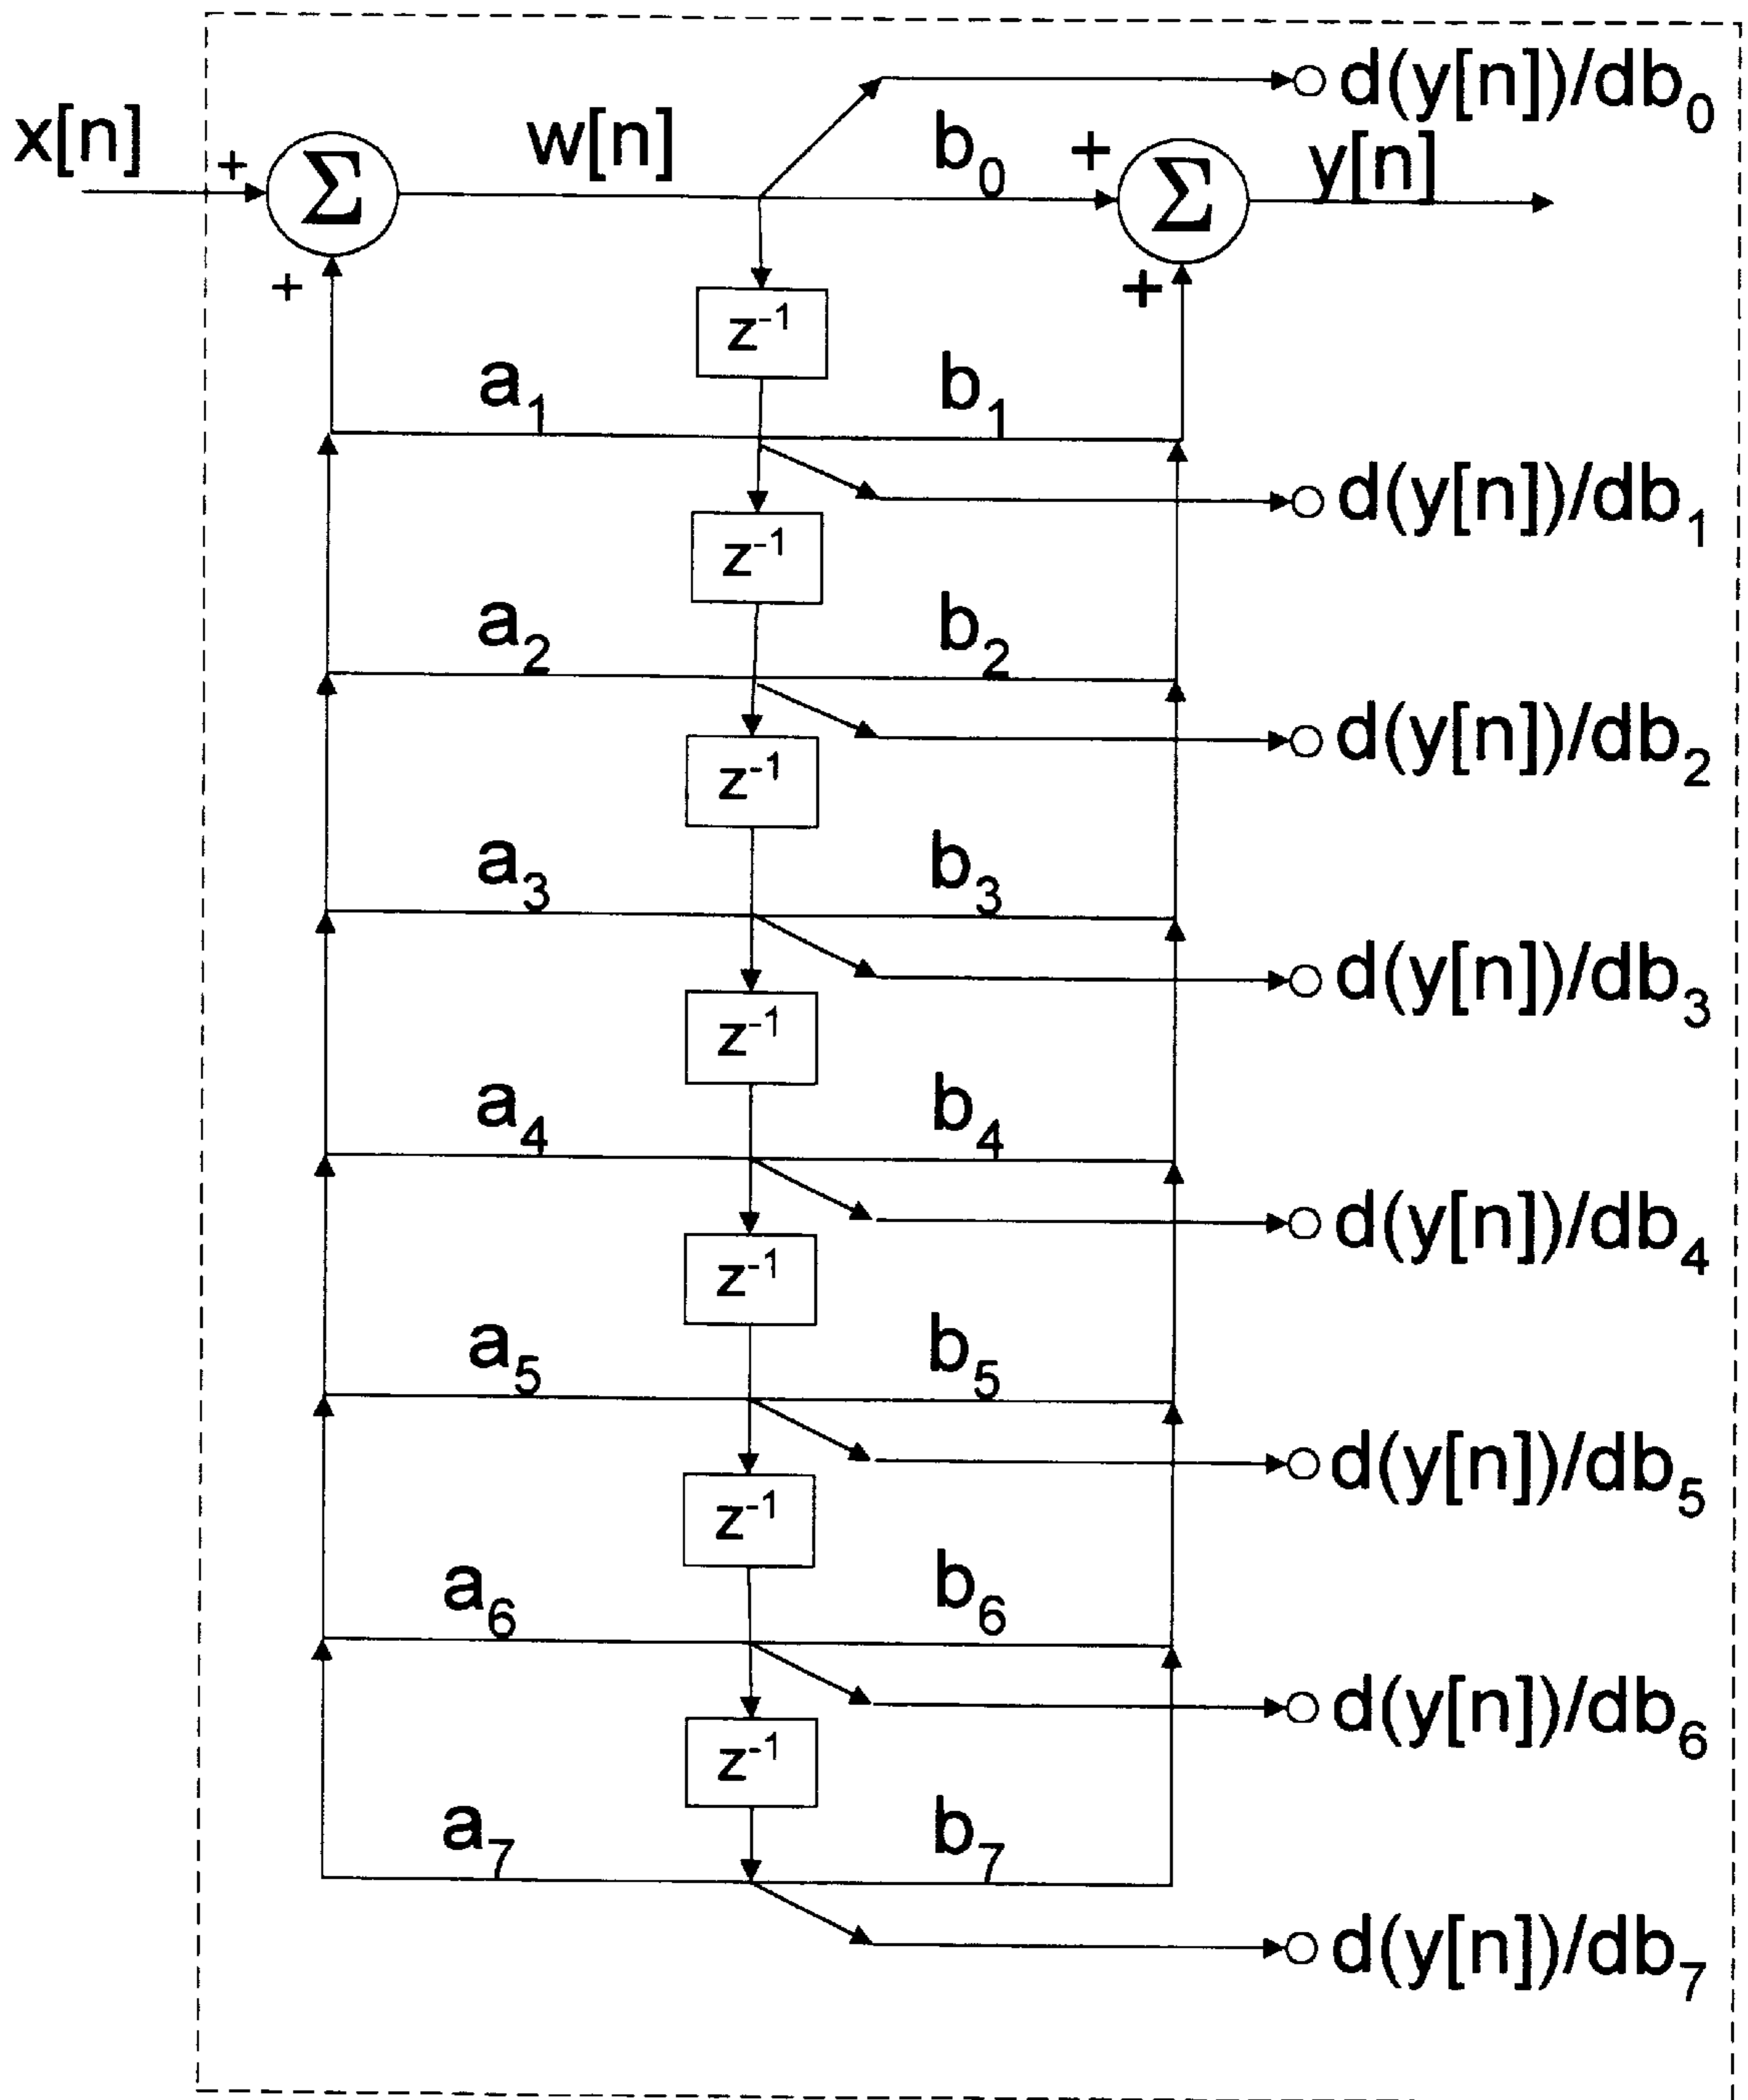 d(y[n])/db₀
x[n] + Σ w[n] b₀ + Σ y[n]
+ +
z⁻¹
a₁ b₁
d(y[n])/db₁
z⁻¹
a₂ b₂
d(y[n])/db₂
z⁻¹
a₃ b₃
d(y[n])/db₃
z⁻¹
a₄ b₄
d(y[n])/db₄
z⁻¹
a₅ b₅
d(y[n])/db₅
z⁻¹
a₆ b₆
d(y[n])/db₆
z⁻¹
a₇ b₇
d(y[n])/db₇